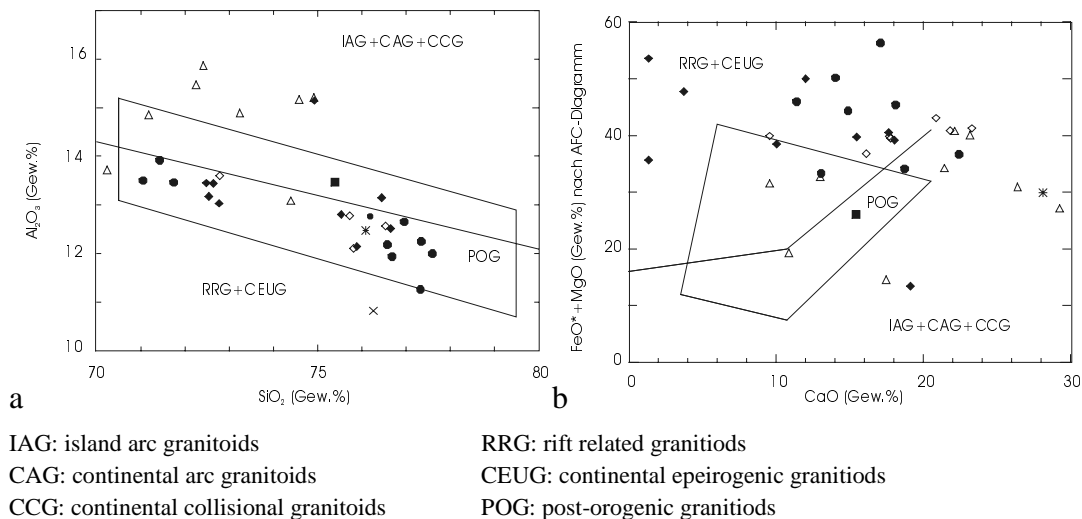 16
14
12
10
Al₂O₃ (Gew.%)
IAG+CAG+CCG
POG
RRG+CEUG
70
75
80
SiO₂ (Gew.%)
a
60
40
20
0
FeO*+MgO (Gew.%) nach AFC-Diagramm
RRG+CEUG
POG
IAG+CAG+CCG
0
10
20
30
CaO (Gew.%)
b
IAG: island arc granitoids
RRG: rift related granitiods
CAG: continental arc granitoids
CEUG: continental epeirogenic granitiods
CCG: continental collisional granitoids
POG: post-orogenic granitiods